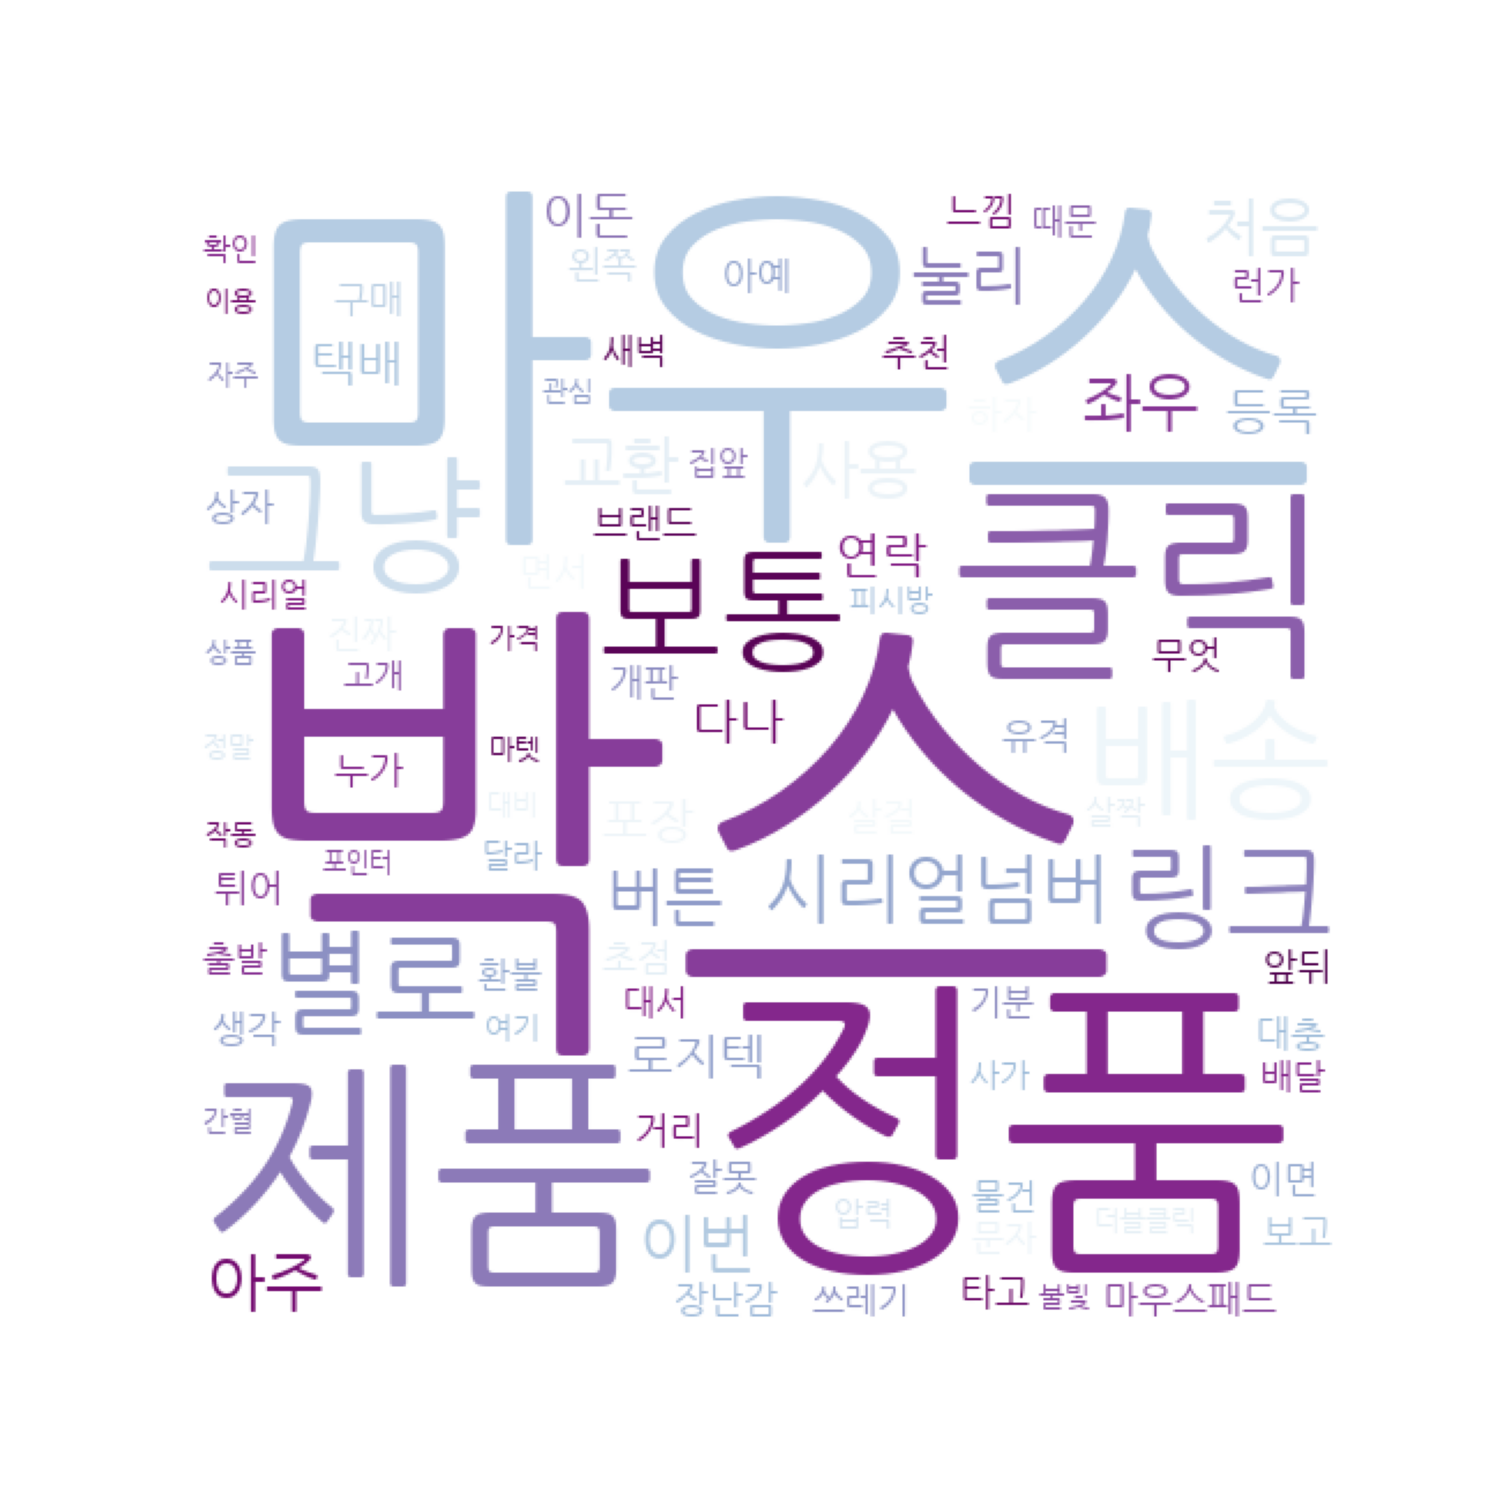 마우스
이돈
느낌
때문
처음
확인
왼쪽
아예
눌리
런가
구매
이용
택배
새벽
추천
자주
관심
좌우
등록
하자
그냥
교환
집앞
사용
상자
브랜드
클릭
보통
연락
면서
시리얼
피시방
박스
진짜
가격
상품
고개
개판
무엇
다나
유격
배송
정말
마텟
누가
대비
포장
살걸
살짝
작동
포인터
달라
튀어
버튼
시리얼넘버
링크
별로
출발
환불
초점
앞뒤
생각
여기
대서
정품
기분
대충
로지텍
사가
배달
제품
간혈
거리
잘못
물건
이면
이번
압력
문자
더블클릭
보고
아주
장난감
쓰레기
타고
불빛
마우스패드